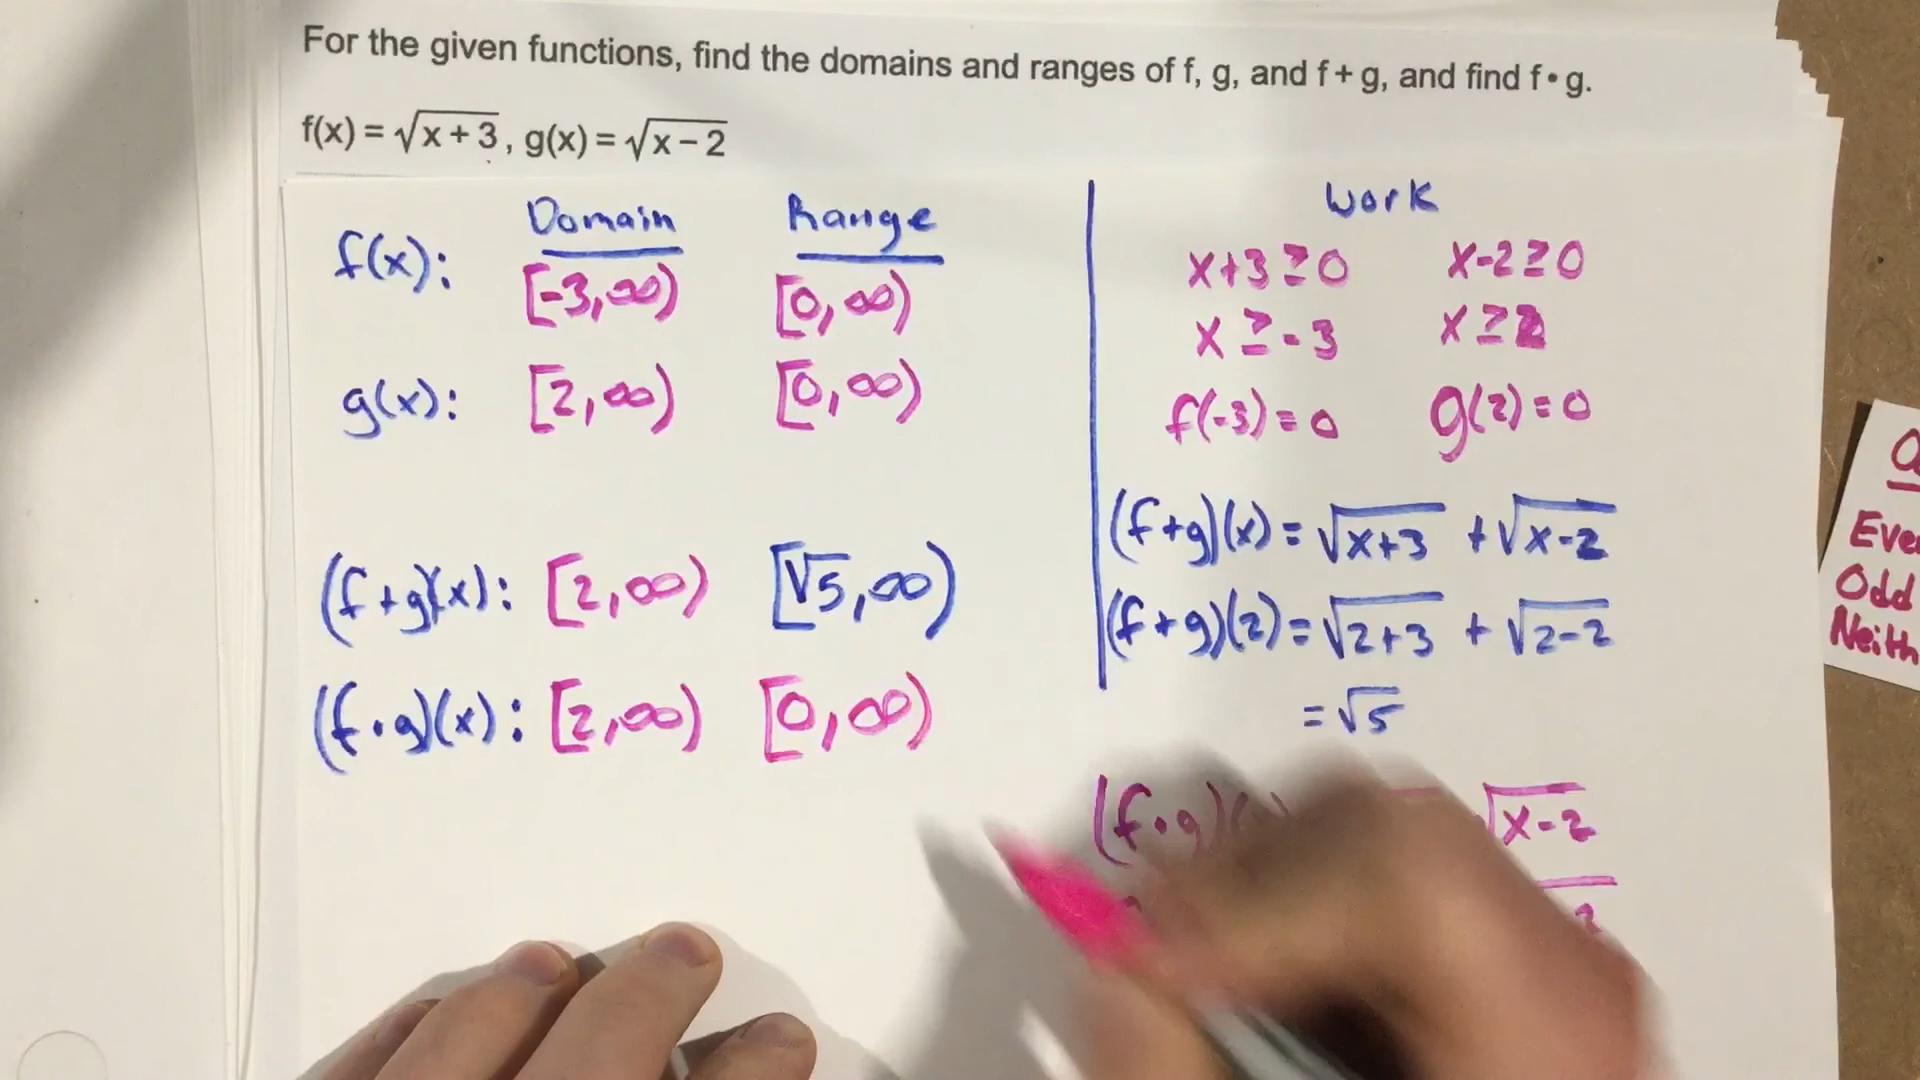 For the given functions, find the domains and ranges of f, g, and f + g, and find f • g.
f(x) = √x + 3, g(x) = √x − 2
Domain Range
f(x): [-3,∞) [0,∞)
g(x): [2,∞) [0,∞)
(f+g)(x): [2,∞) [√5,∞)
(f·g)(x): [2,∞) [0,∞)
Work
x+3≥0 x-2≥0
x≥-3 x≥2
f(-3)=0 g(2)=0
(f+g)(x)=√x+3 +√x-2
(f+g)(2)=√2+3 + √2-2
=√5
(f·g)( √x-2
2
Eve
Odd
Neith